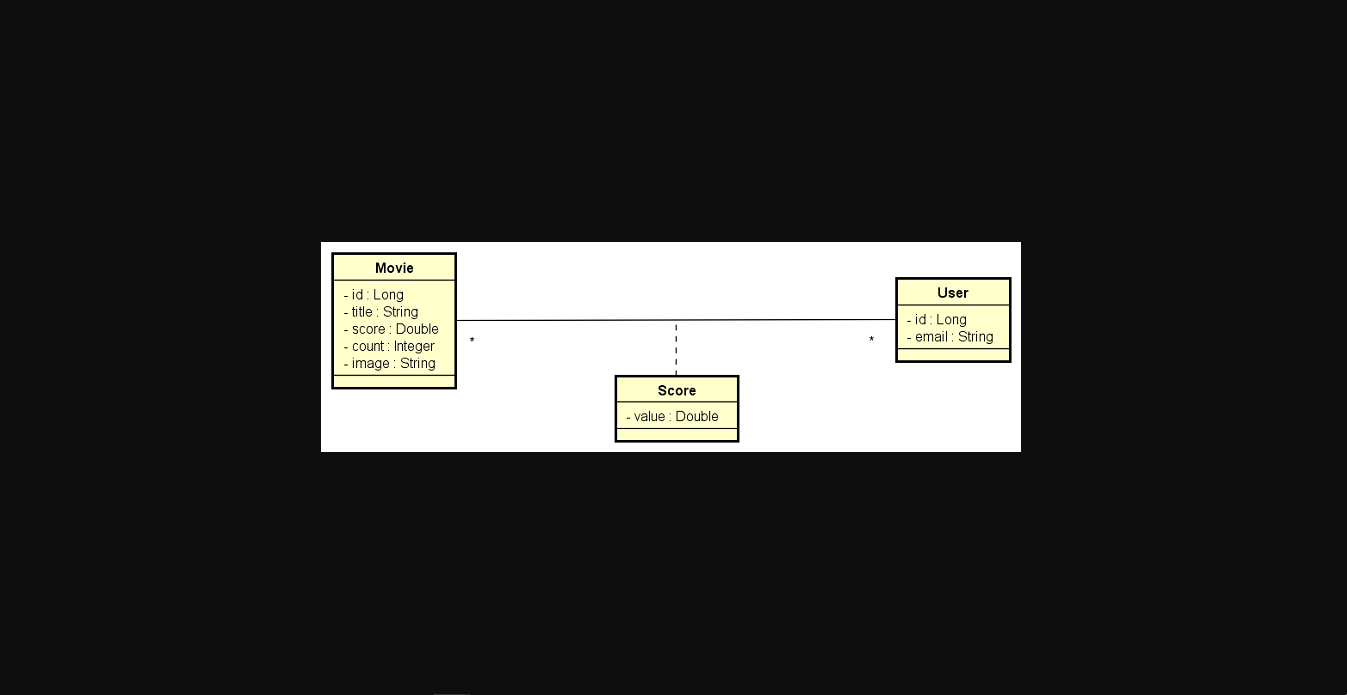 Movie
- id : Long
- title : String
- score : Double
- count : Integer
- image : String
*
*
User
- id : Long
- email : String
Score
- value : Double